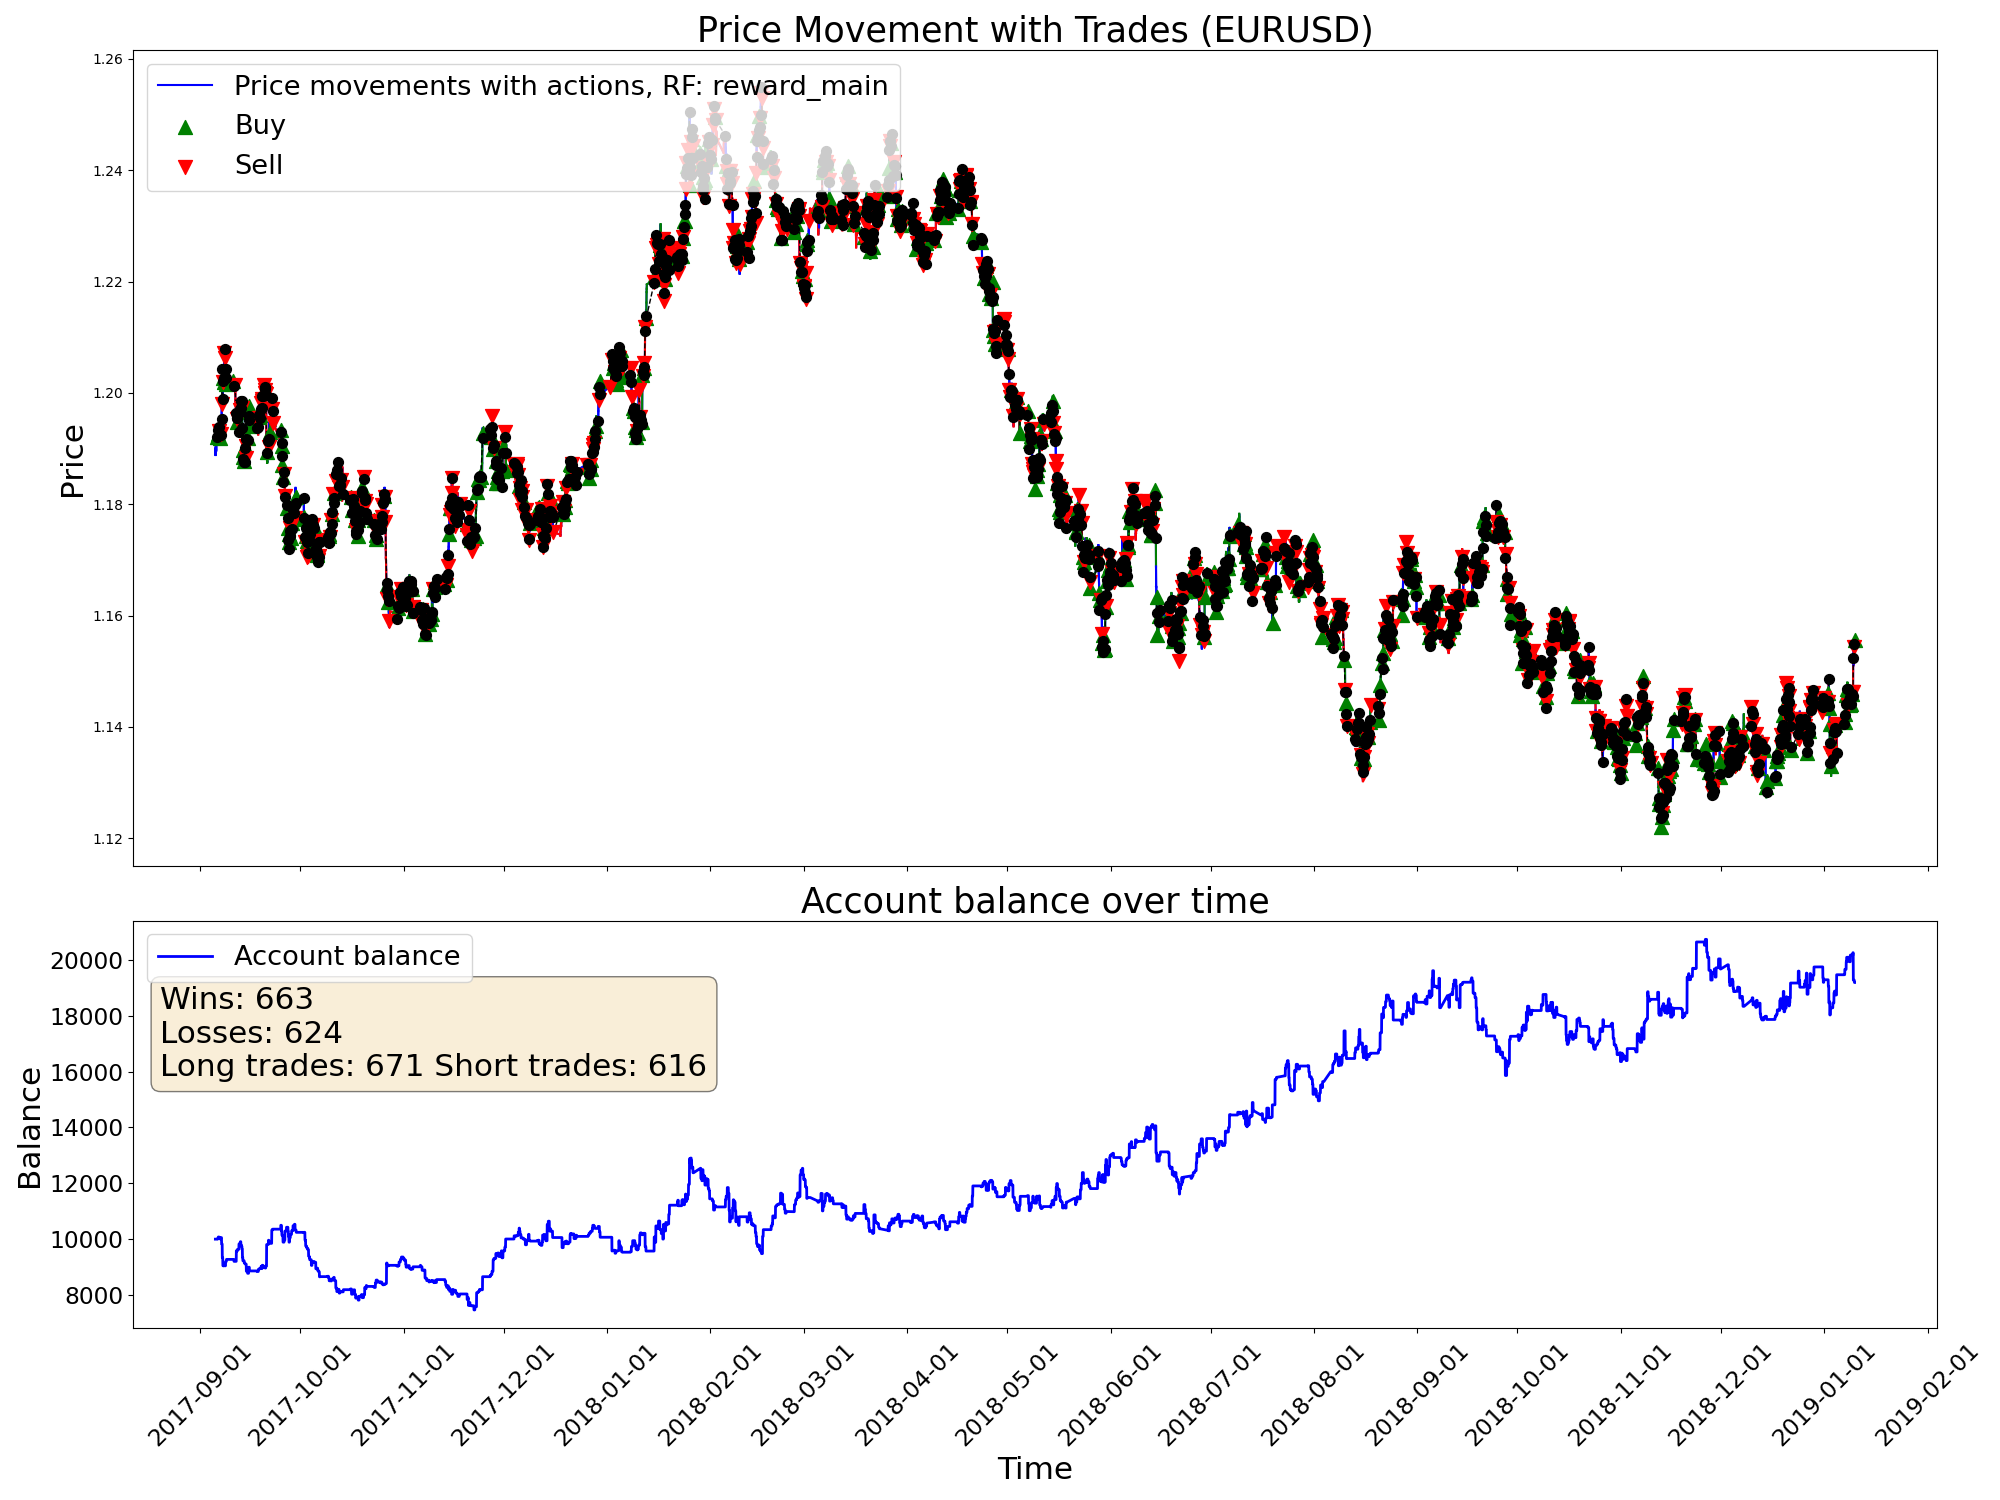 Price Movement with Trades (EURUSD)
1.26
1.24
1.22
1.20
1.18
1.16
1.14
1.12
Price
Price movements with actions, RF: reward_main
Buy
Sell
Account balance over time
20000
18000
16000
14000
12000
10000
8000
Balance
Account balance
Wins: 663
Losses: 624
Long trades: 671 Short trades: 616
2017-09-01
2017-10-01
2017-11-01
2017-12-01
2018-01-01
2018-02-01
2018-03-01
2018-04-01
2018-05-01
2018-06-01
2018-07-01
2018-08-01
2018-09-01
2018-10-01
2018-11-01
2018-12-01
2019-01-01
2019-02-01
Time